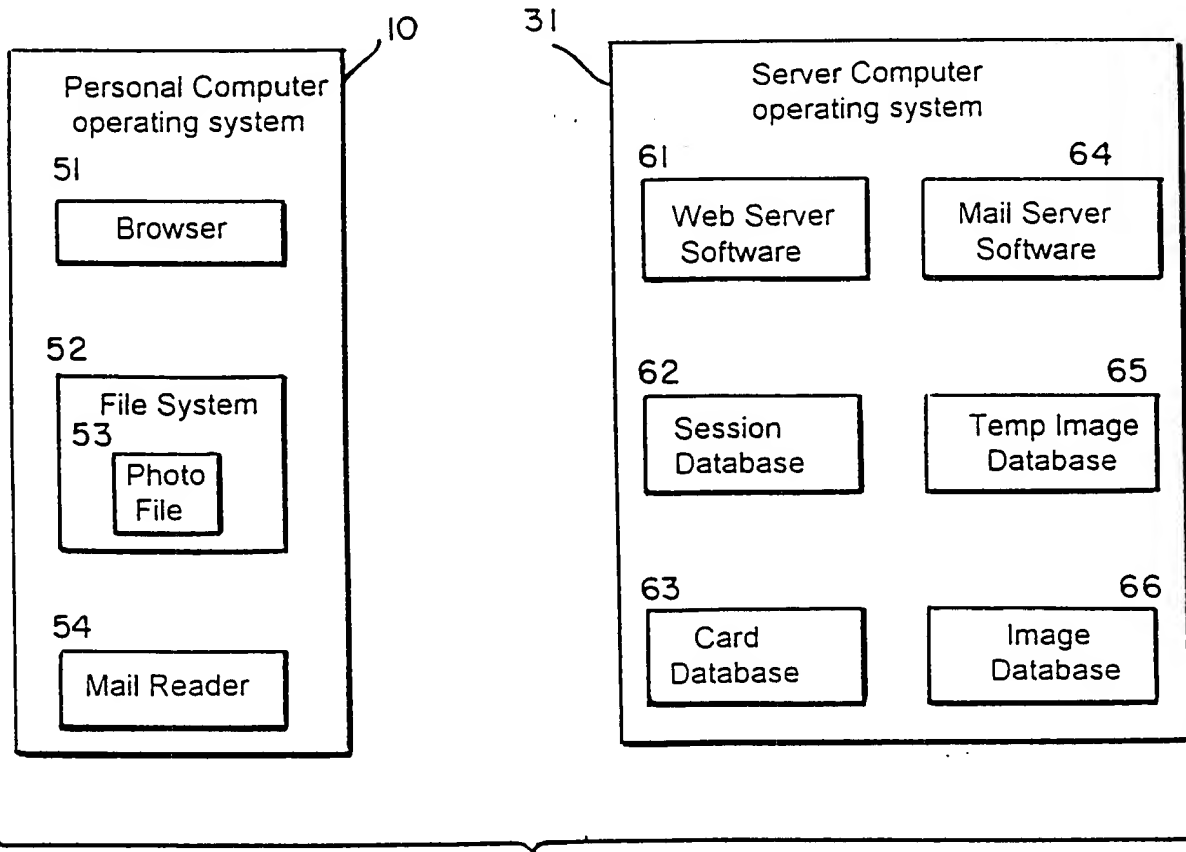 10
Personal Computer
operating system
51
Browser
52
File System
53
Photo
File
54
Mail Reader
31
Server Computer
operating system
61
Web Server
Software
64
Mail Server
Software
62
Session
Database
65
Temp Image
Database
63
Card
Database
66
Image
Database